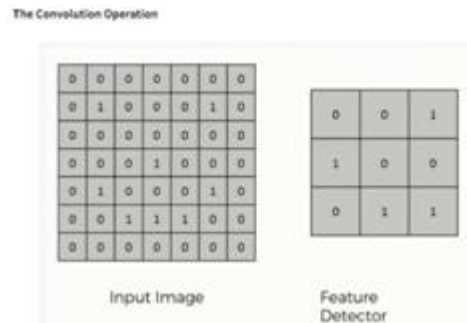 The Convolution Operation
0 0 0 0 0 0 0
0 1 0 0 0 1 0
0 0 0 0 0 0 0
0 0 0 1 0 0 0
0 1 0 0 0 1 0
0 0 1 1 1 0 0
0 0 0 0 0 0 0
0 0 1
1 0 0
0 1 1
Input Image
Feature
Detector